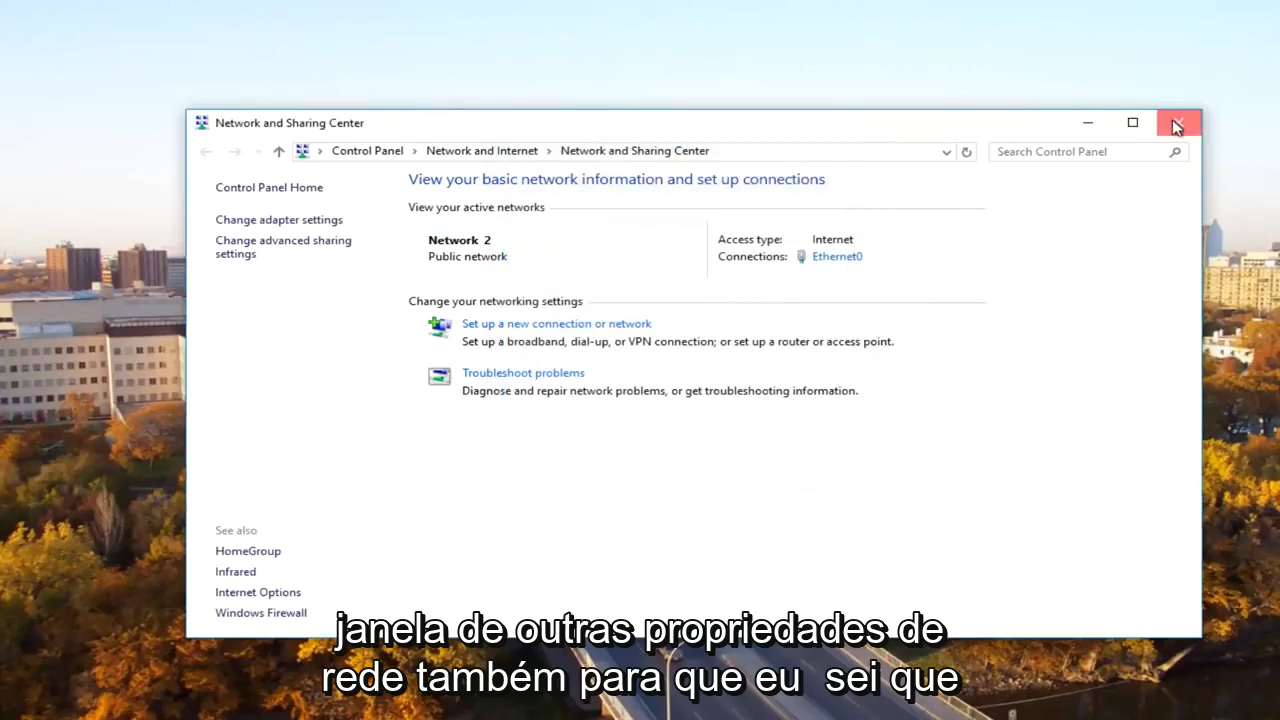 Network and Sharing Center
Control Panel > Network and Internet > Network and Sharing Center
Search Control Panel
Control Panel Home
Change adapter settings
Change advanced sharing
settings
View your basic network information and set up connections
View your active networks
Network 2
Public network
Access type: Internet
Connections: Ethernet0
Change your networking settings
Set up a new connection or network
Set up a broadband, dial-up, or VPN connection; or set up a router or access point.
Troubleshoot problems
Diagnose and repair network problems, or get troubleshooting information.
See also
HomeGroup
Infrared
Internet Options
Windows Firewall
janela de outras propriedades de
rede também para que eu sei que